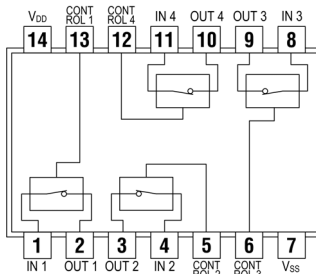 VDD CONT ROL 1 CONT ROL 4 IN 4 OUT 4 OUT 3 IN 3
14 13 12 11 10 9 8
1 2 3 4 5 6 7
IN 1 OUT 1 OUT 2 IN 2 CONT CONT VSS